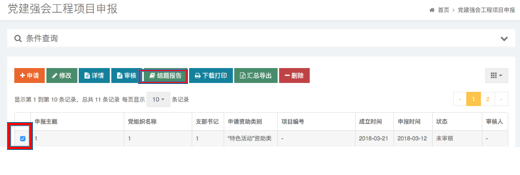 党建强会工程项目申报
首页 > 党建强会工程项目申报
条件查询
申请 修改 详情 审核 结题报告 下载打印 汇总导出 删除
显示第 1 到第 10 条记录，总共 11 条记录 每页显示 10 条记录
‹ 1 2 ›
申报主题 党组织名称 支部书记 申请资助类别 项目编号 成立时间 申报时间 状态 审核人
1 1 1 "特色活动"资助类 - 2018-03-21 2018-03-12 未审核 -